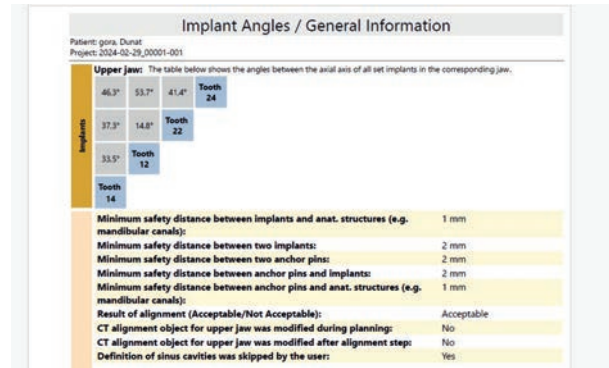 Implant Angles / General Information
Patient: gora, Dunat
Project: 2024-02-29_00001-001
Upper jaw: The table below shows the angles between the axial axis of all set implants in the corresponding jaw.
46.3° 53.7° 41.4° Tooth 24
37.3° 14.8° Tooth 22
33.5° Tooth 12
Tooth 14
Implants
Minimum safety distance between implants and anat. structures (e.g. 1 mm
mandibular canals):
Minimum safety distance between two implants: 2 mm
Minimum safety distance between two anchor pins: 2 mm
Minimum safety distance between anchor pins and implants: 2 mm
Minimum safety distance between anchor pins and anat. structures (e.g. 1 mm
mandibular canals):
Result of alignment (Acceptable/Not Acceptable): Acceptable
CT alignment object for upper jaw was modified during planning: No
CT alignment object for upper jaw was modified after alignment step: No
Definition of sinus cavities was skipped by the user: Yes